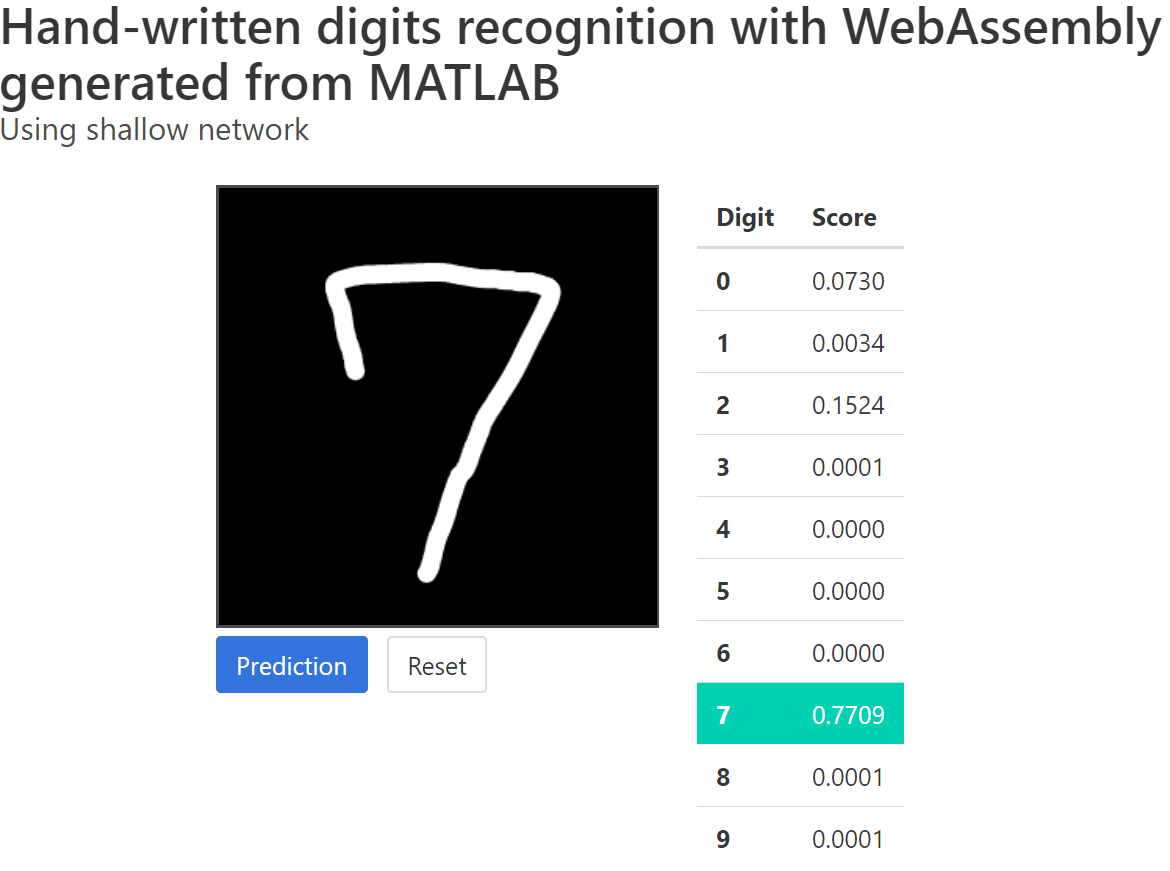 Hand-written digits recognition with WebAssembly
generated from MATLAB
Using shallow network
7
Digit Score
0 0.0730
1 0.0034
2 0.1524
3 0.0001
4 0.0000
5 0.0000
6 0.0000
7 0.7709
8 0.0001
9 0.0001
Prediction Reset